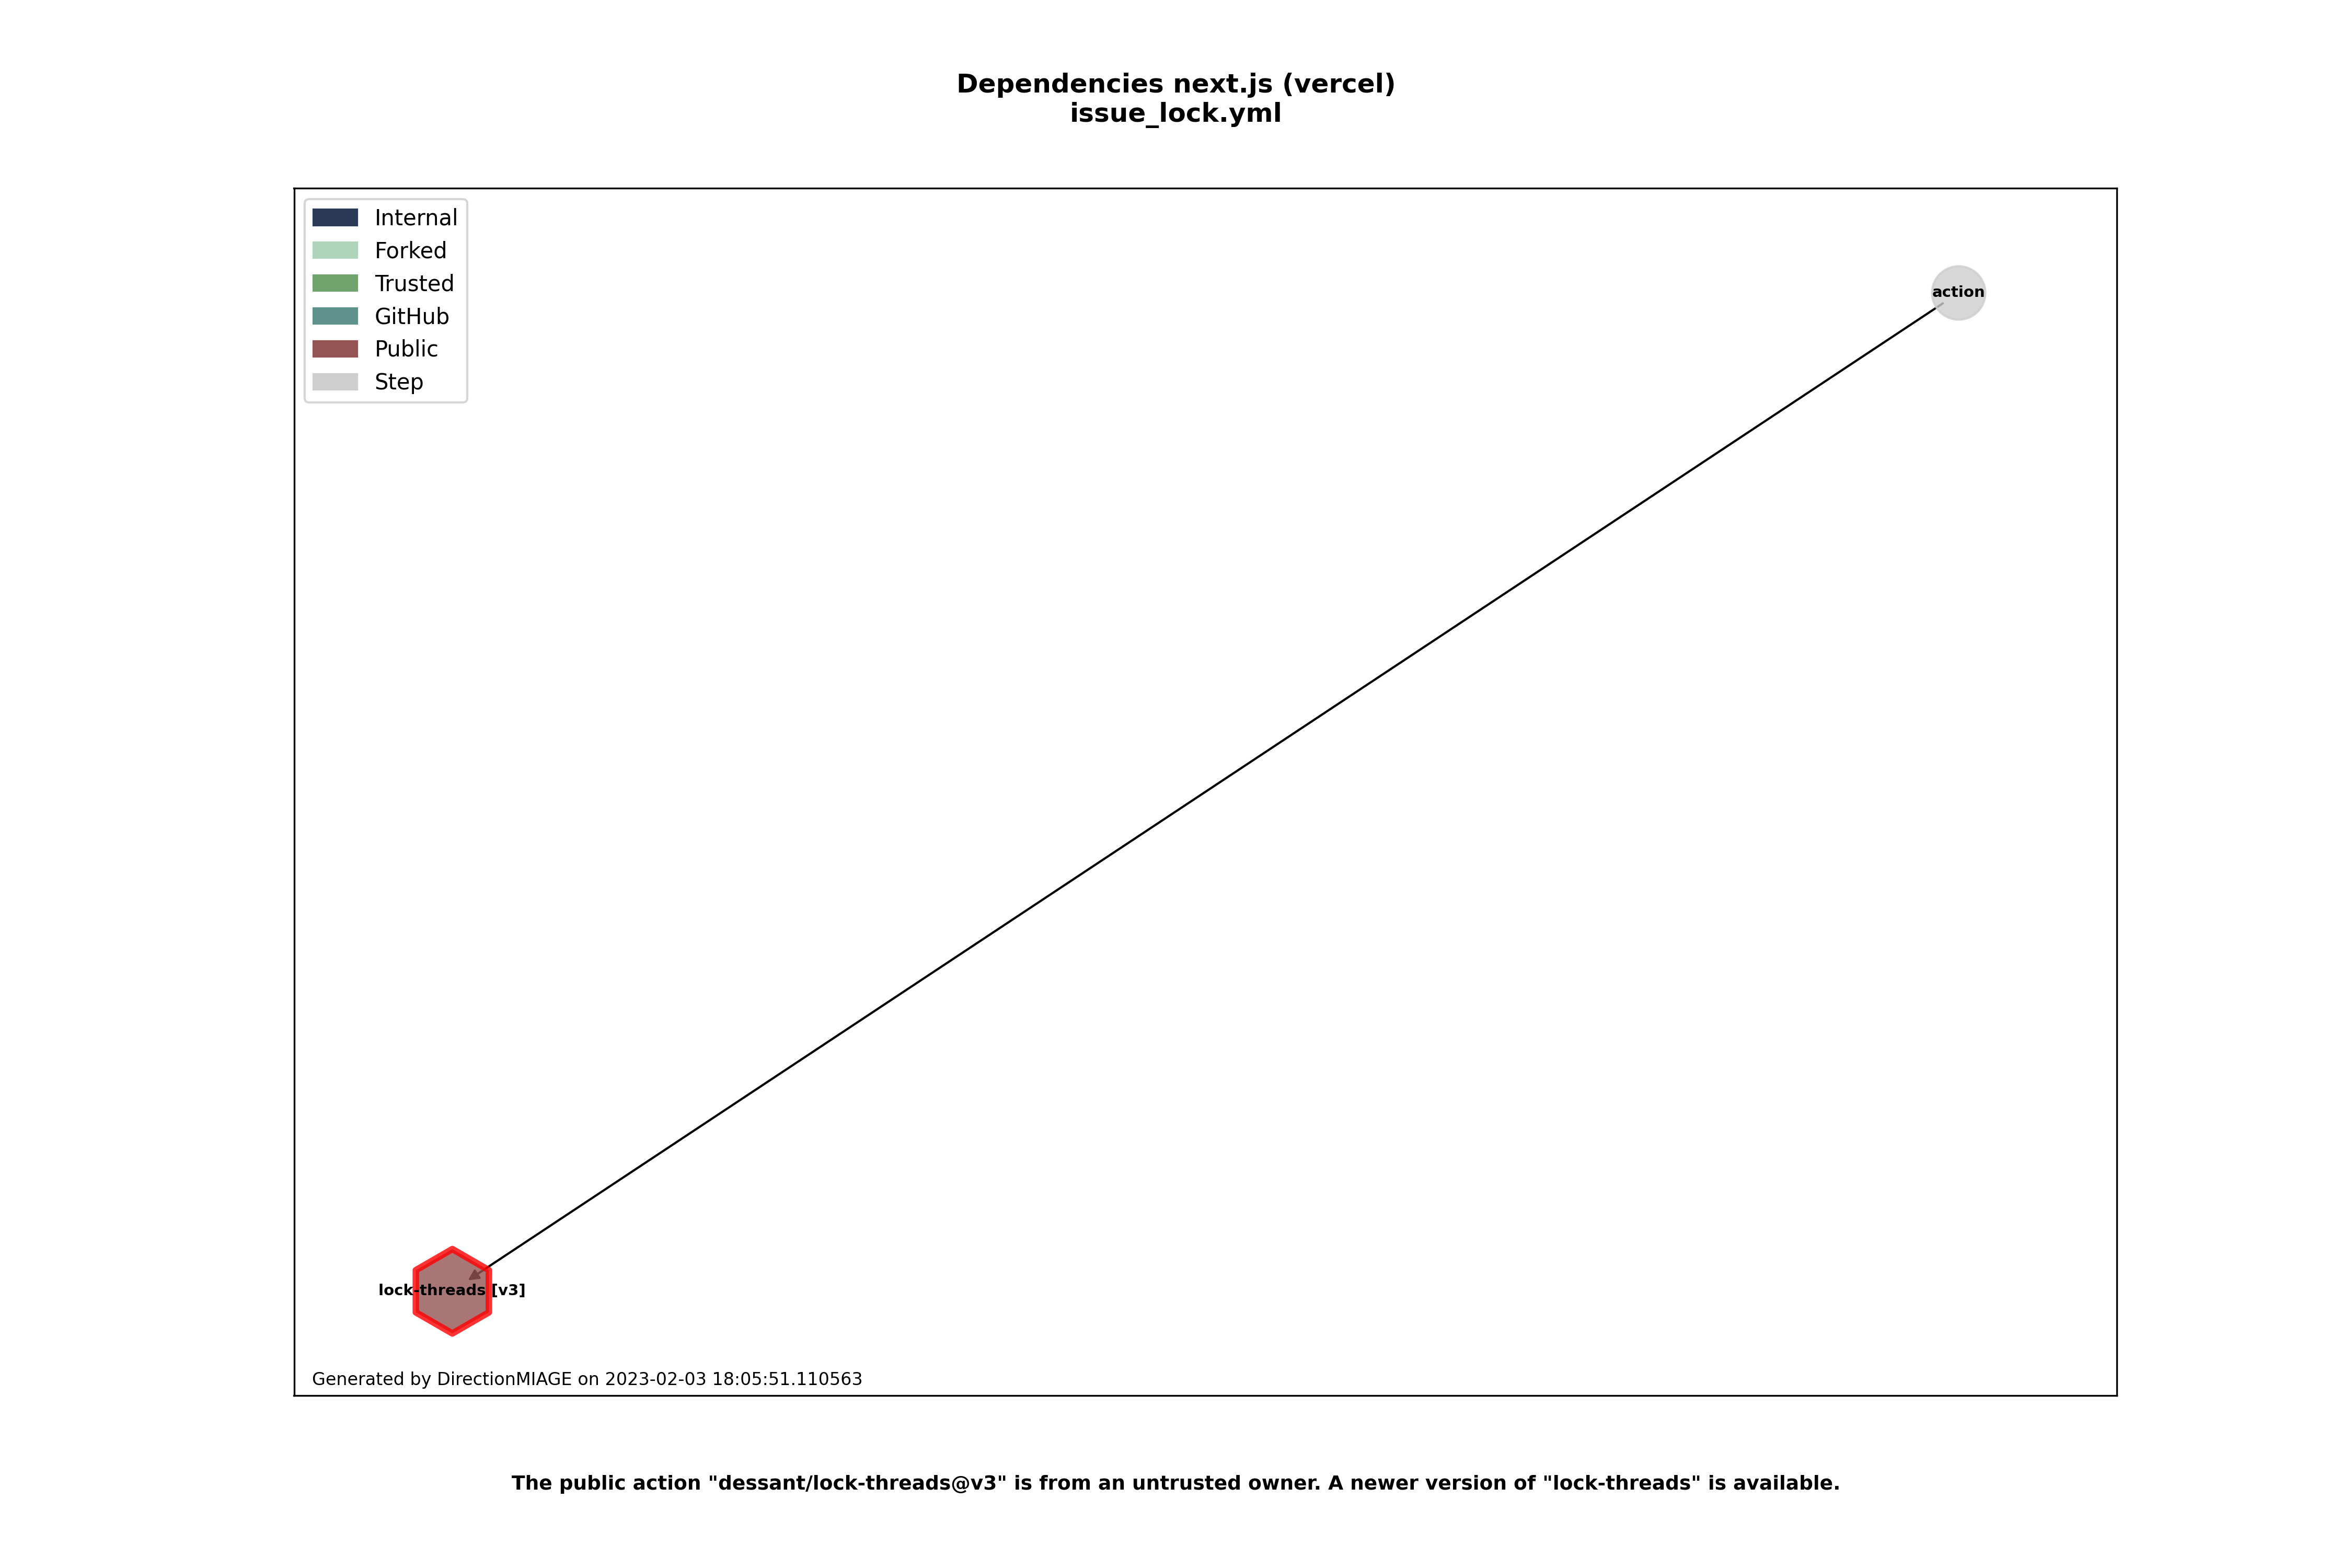 Dependencies next.js (vercel)
issue_lock.yml
Internal
Forked
Trusted
GitHub
Public
Step
action
lock-threads [v3]
Generated by DirectionMIAGE on 2023-02-03 18:05:51.110563
The public action "dessant/lock-threads@v3" is from an untrusted owner. A newer version of "lock-threads" is available.